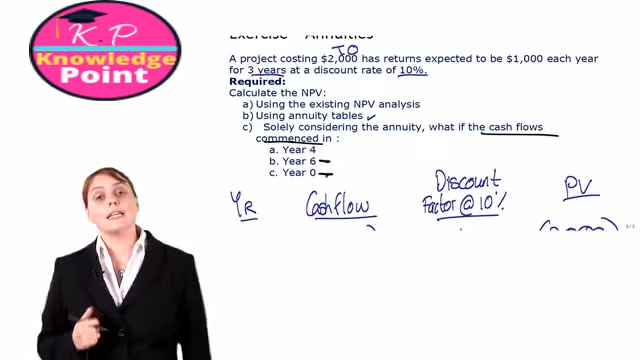 K.P
Knowledge
Point
Exercise – Annuities
TO
A project costing $2,000 has returns expected to be $1,000 each year
for 3 years at a discount rate of 10%.
Required:
Calculate the NPV:
a) Using the existing NPV analysis
b) Using annuity tables
c) Solely considering the annuity, what if the cash flows
commenced in :
a. Year 4
b. Year 6
c. Year 0
YR Cashflow Discount Factor @ 10% PV